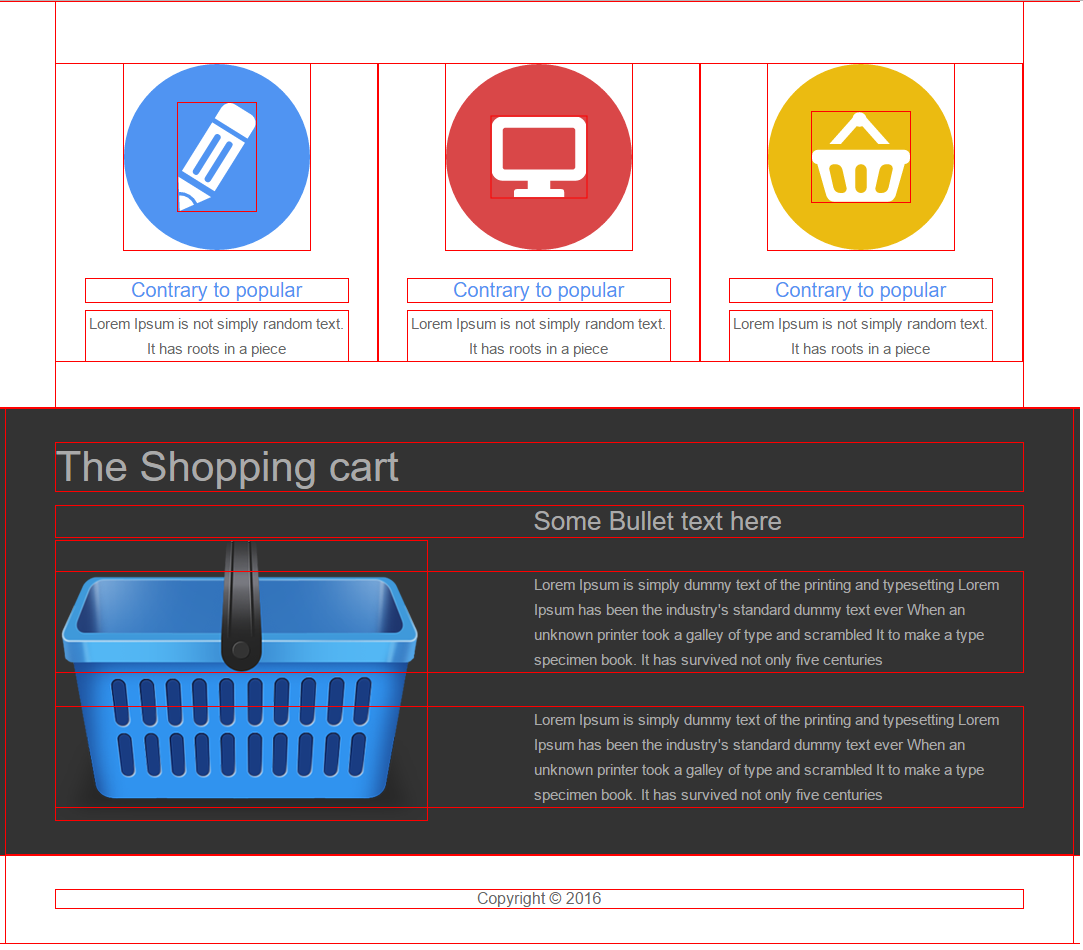 Contrary to popular
Lorem Ipsum is not simply random text.
It has roots in a piece
Contrary to popular
Lorem Ipsum is not simply random text.
It has roots in a piece
Contrary to popular
Lorem Ipsum is not simply random text.
It has roots in a piece
The Shopping cart
Some Bullet text here
Lorem Ipsum is simply dummy text of the printing and typesetting Lorem
Ipsum has been the industry's standard dummy text ever When an
unknown printer took a galley of type and scrambled It to make a type
specimen book. It has survived not only five centuries
Lorem Ipsum is simply dummy text of the printing and typesetting Lorem
Ipsum has been the industry's standard dummy text ever When an
unknown printer took a galley of type and scrambled It to make a type
specimen book. It has survived not only five centuries
Copyright © 2016